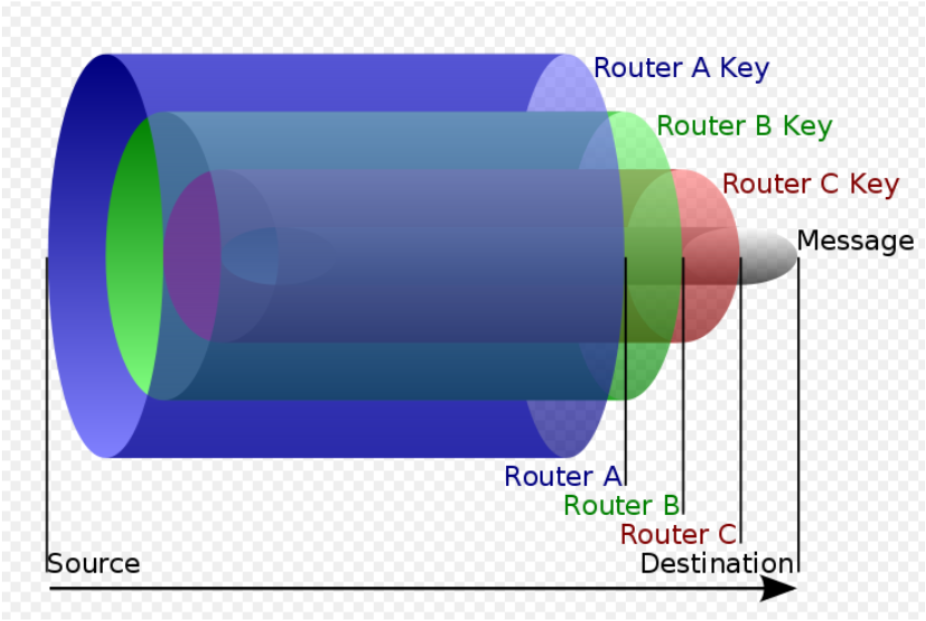 Router A Key
Router B Key
Router C Key
Message
Router A
Router B
Router C
Source
Destination